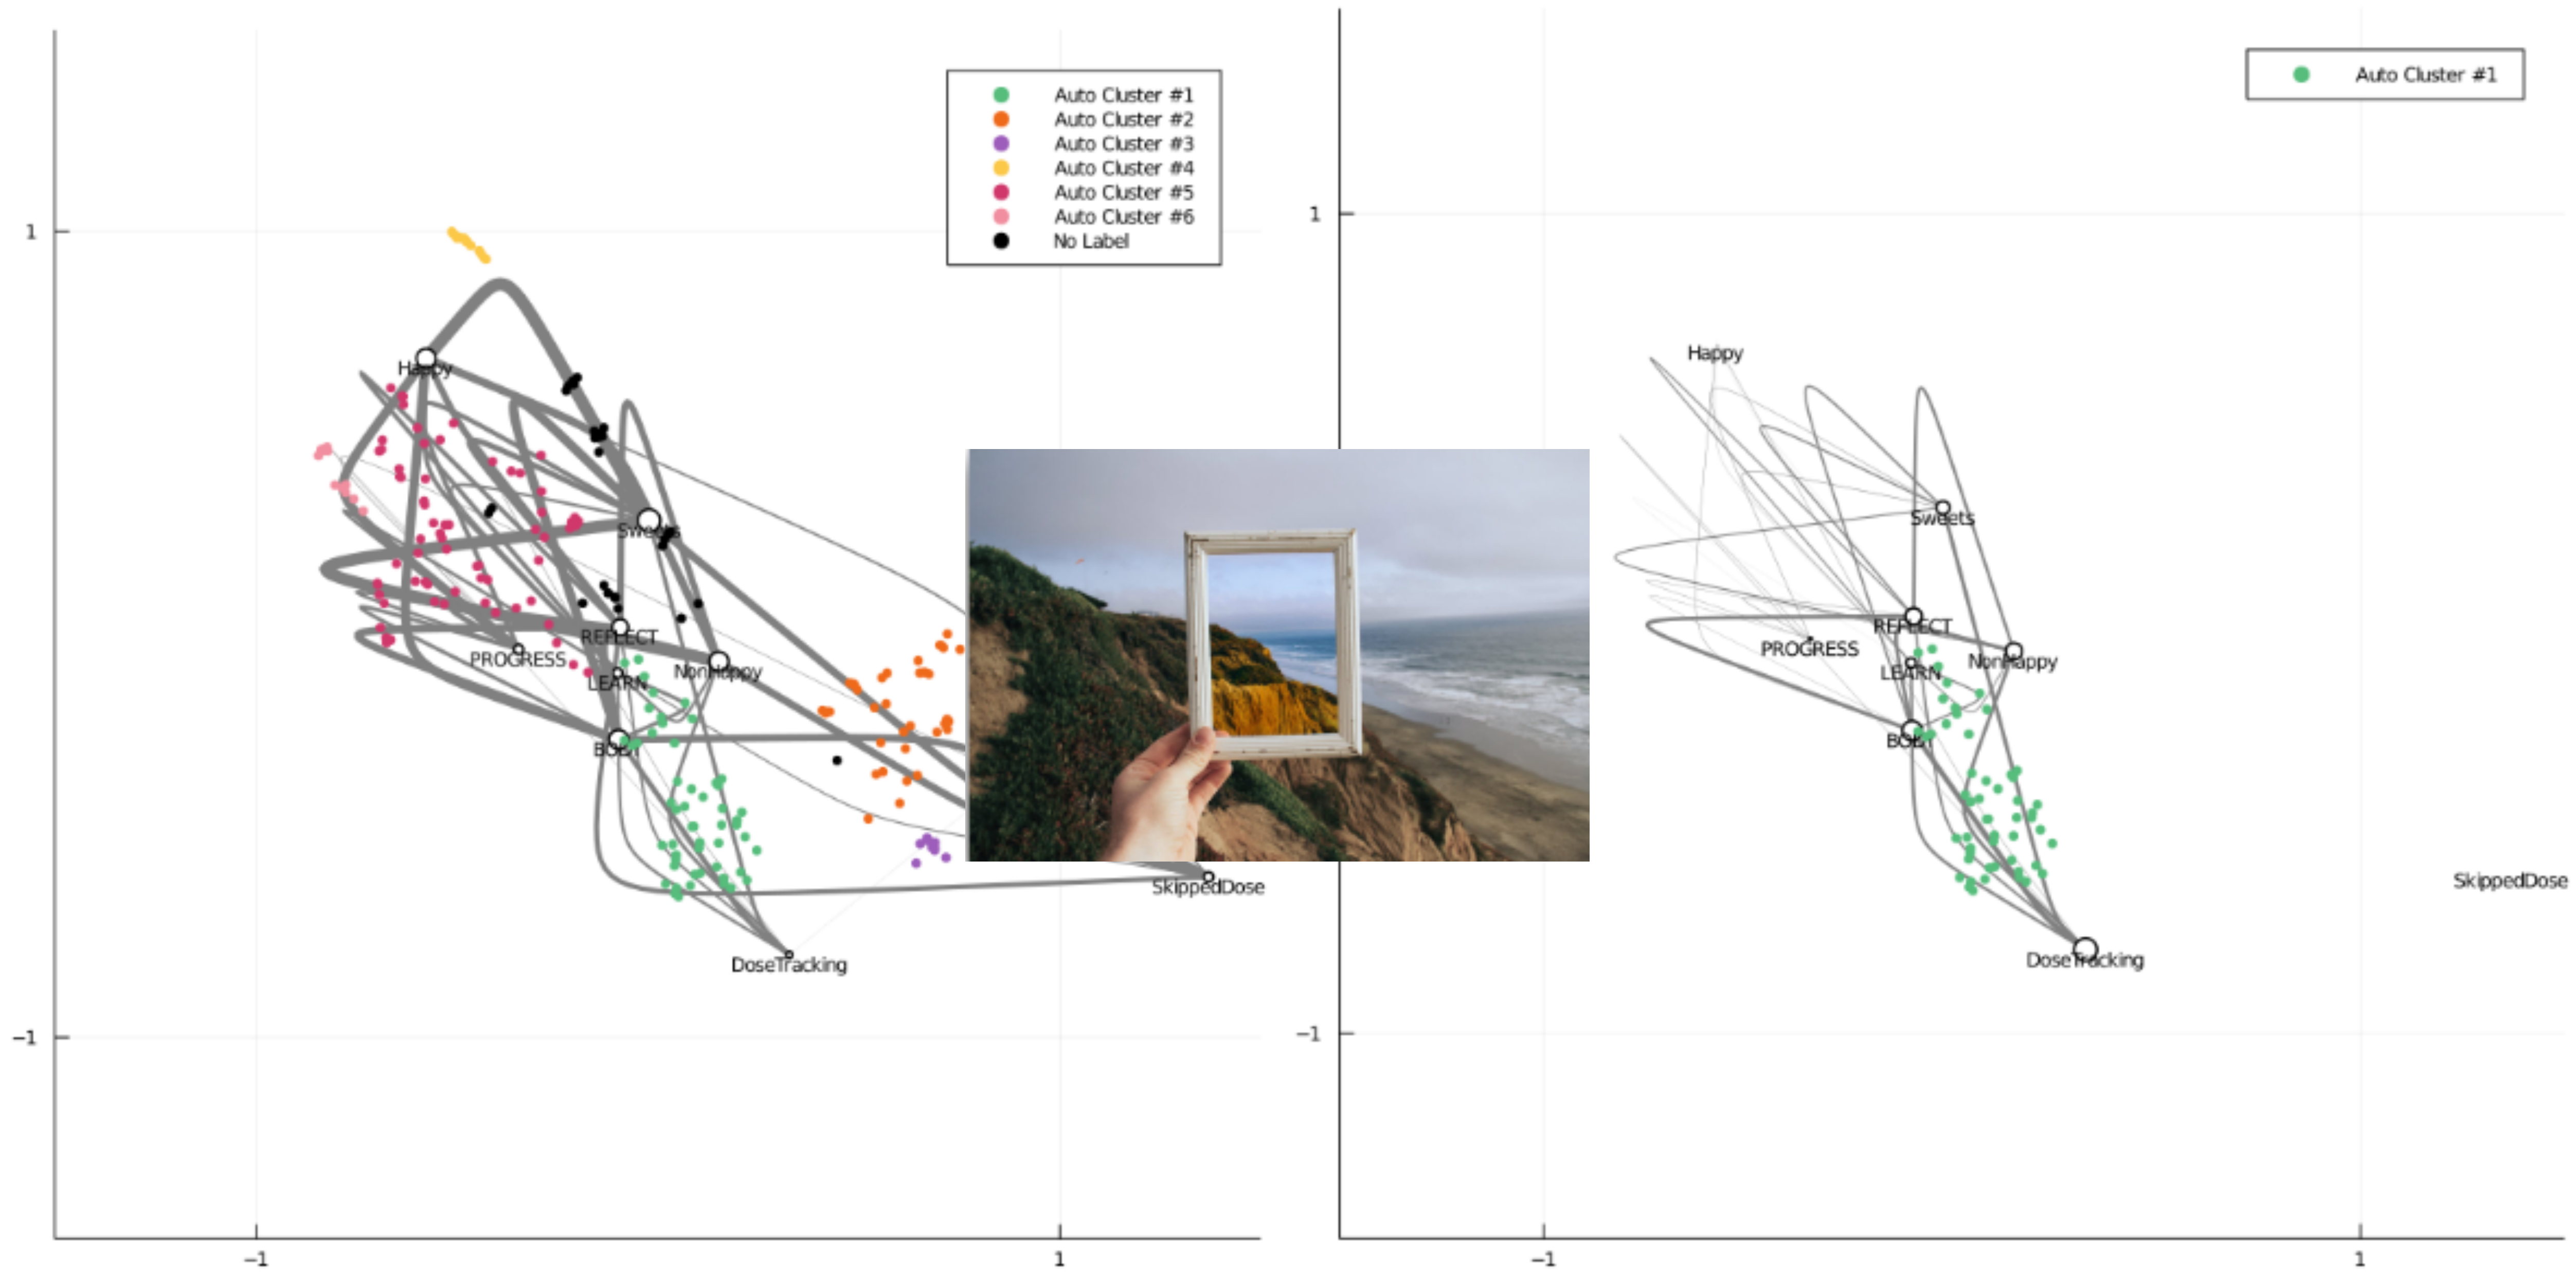 Auto Cluster #1
Auto Cluster #2
Auto Cluster #3
Auto Cluster #4
Auto Cluster #5
Auto Cluster #6
No Label
1
Happy
Sweets
REFLECT
PROGRESS
NonHappy
LEARN
BODY
SkippedDose
DoseTracking
-1
-1
1
Auto Cluster #1
1
Happy
Sweets
REFLECT
PROGRESS
NonHappy
LEARN
BODY
SkippedDose
DoseTracking
-1
-1
1